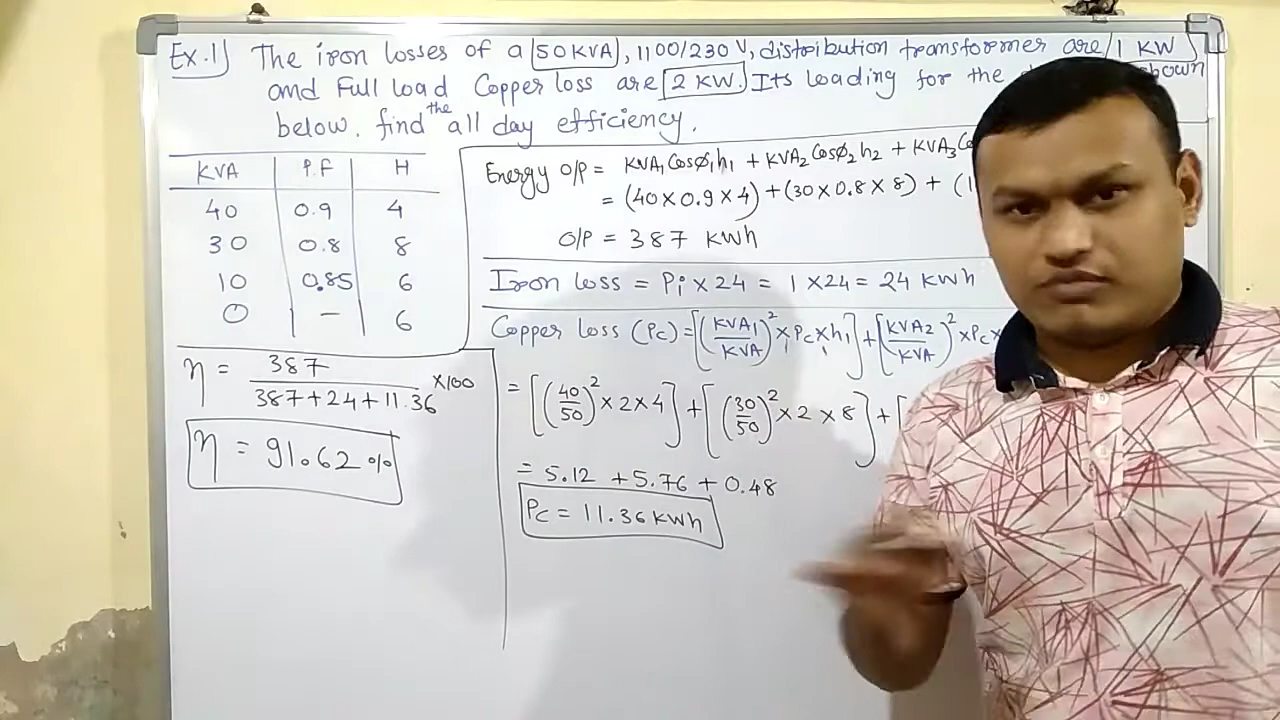 Ex.1) The iron losses of a 50 KVA, 1100/230 V, distribution transformer are 1 KW
and Full Load Copper loss are 2 KW. Its loading for the shown
below. find the all day efficiency.
KVA P.F H
40 0.9 4
30 0.8 8
10 0.85 6
0 — 6
η = 387 / 387+24+11.36 ×100
η = 91.62 %
Energy O/P = KVA₁ Cosø₁h₁ + KVA₂ Cosø₂ h₂ + KVA₃
= (40 × 0.9 × 4) + (30 × 0.8 × 8) + (
O/P = 387 KWh
Iron loss = Pi × 24 = 1 × 24 = 24 KWh
Copper loss (Pc) = [(KVA₁/KVA)² × Pc × h₁] + [(KVA₂/KVA)² × Pc ×
= [(40/50)² × 2 × 4] + [(30/50)² × 2 × 8] + [
= 5.12 + 5.76 + 0.48
Pc = 11.36 KWh